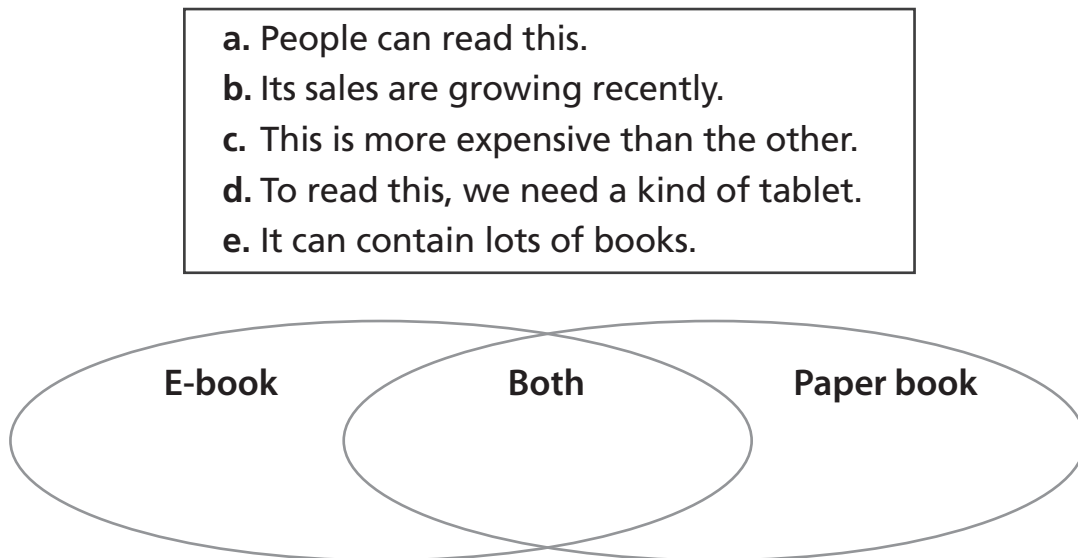 a. People can read this.
b. Its sales are growing recently.
c. This is more expensive than the other.
d. To read this, we need a kind of tablet.
e. It can contain lots of books.
E-book Both Paper book